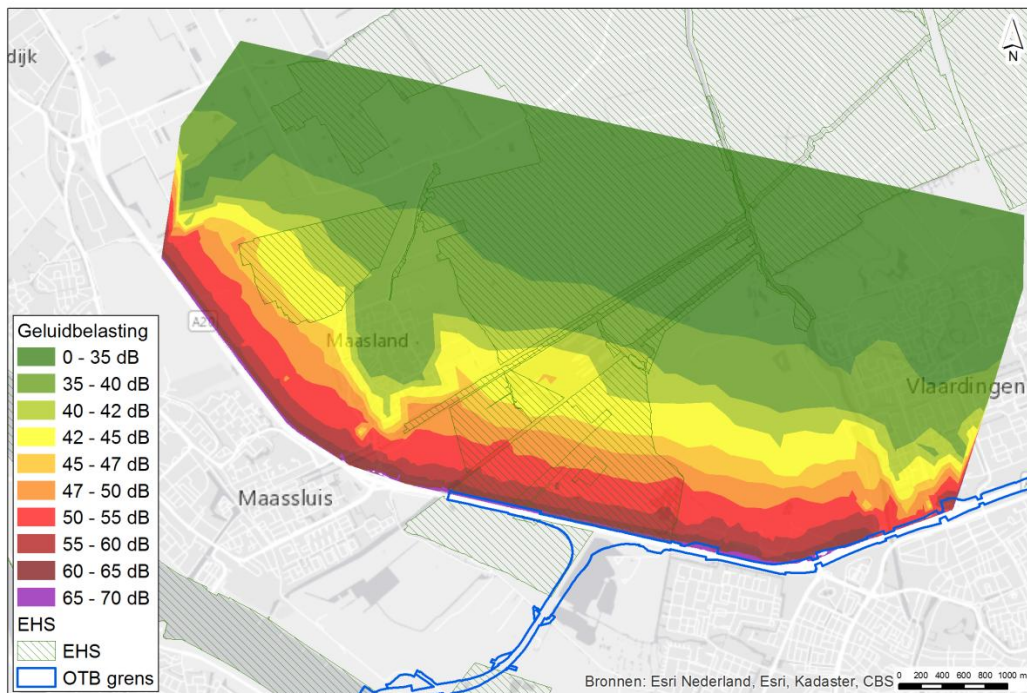 dijk
N
A20
Maasland
Vlaardingen
Maassluis
Geluidbelasting
0 - 35 dB
35 - 40 dB
40 - 42 dB
42 - 45 dB
45 - 47 dB
47 - 50 dB
50 - 55 dB
55 - 60 dB
60 - 65 dB
65 - 70 dB
EHS
EHS
OTB grens
Bronnen: Esri Nederland, Esri, Kadaster, CBS
0 200 400 600 800 1000 m